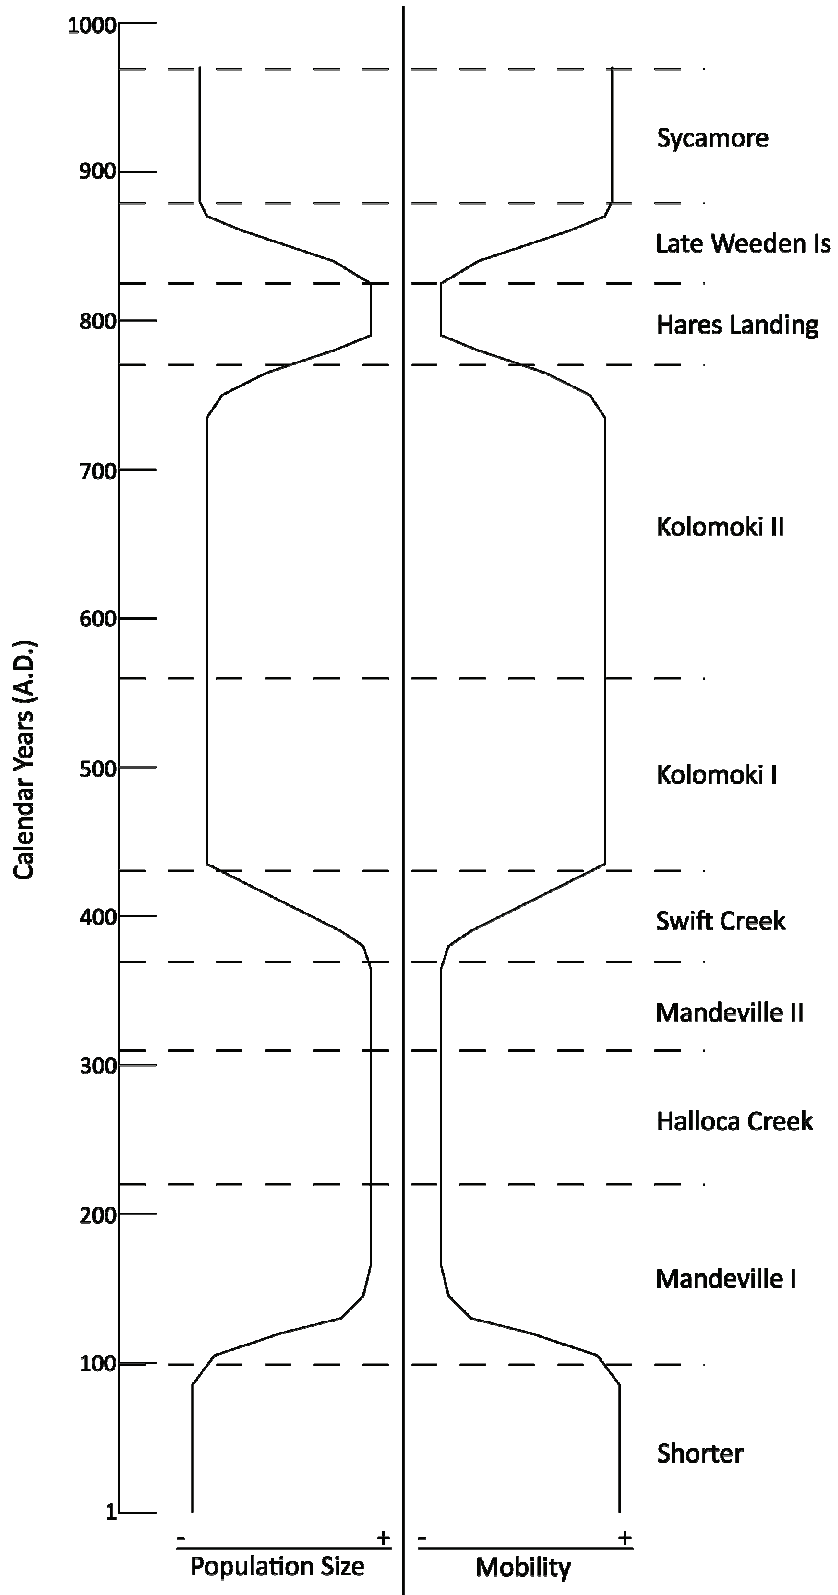 1000
900
800
700
600
500
400
300
200
100
1
Calendar Years (A.D.)
Sycamore
Late Weeden Is
Hares Landing
Kolomoki II
Kolomoki I
Swift Creek
Mandeville II
Halloca Creek
Mandeville I
Shorter
- +
Population Size
- +
Mobility